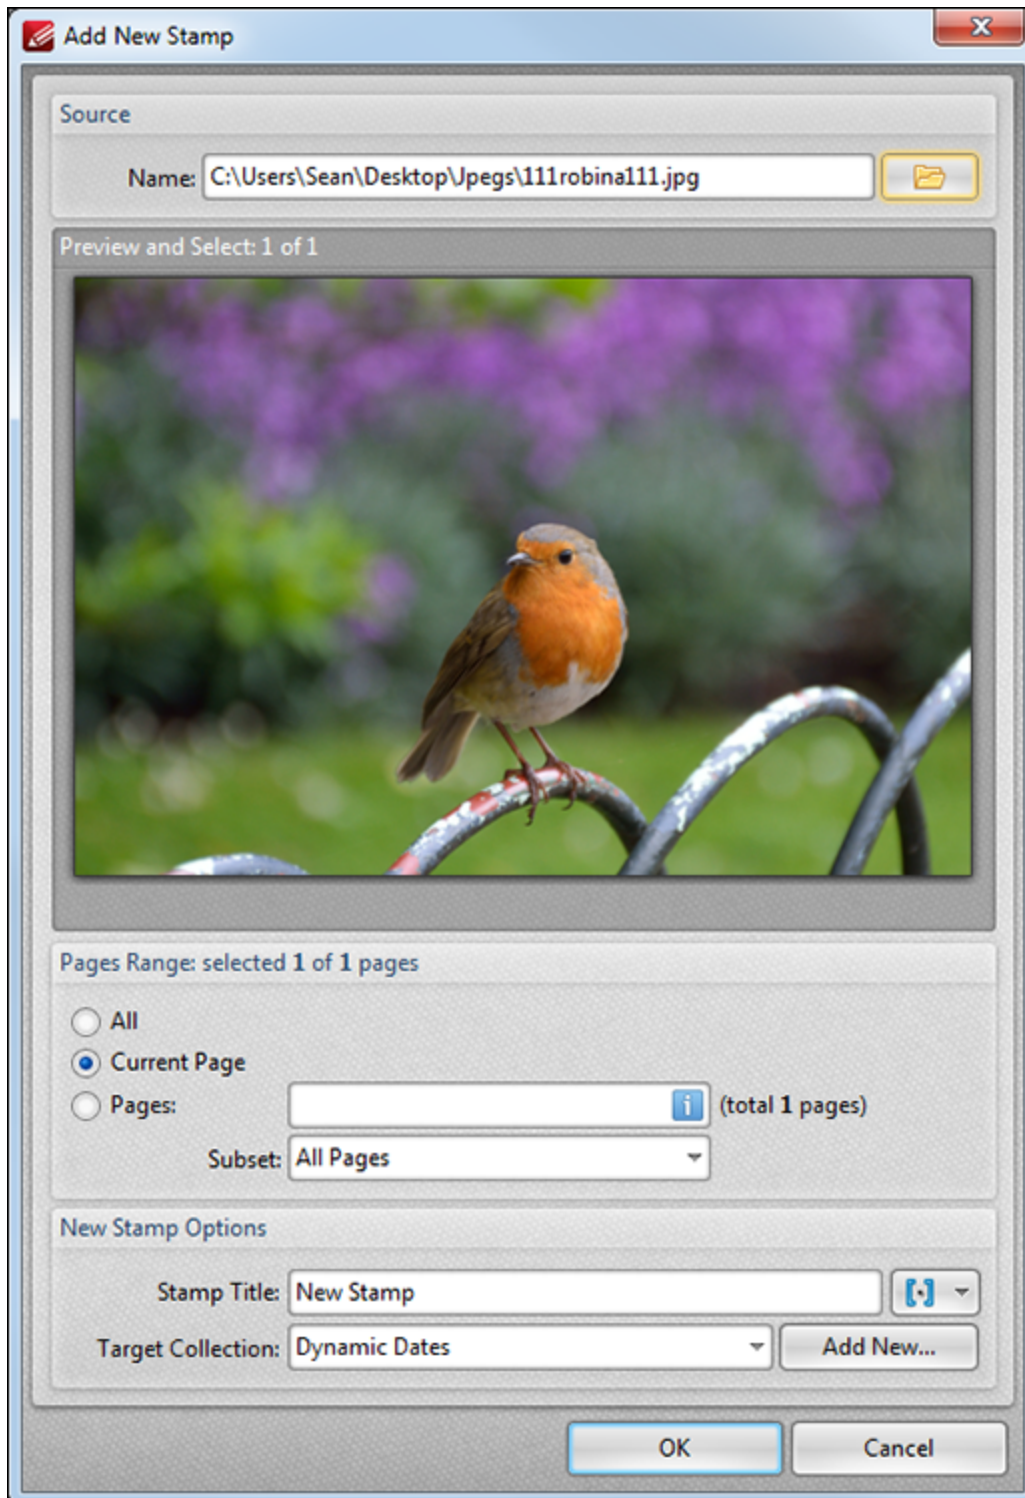 Add New Stamp
Source
Name: C:\Users\Sean\Desktop\Jpegs\111robina111.jpg
Preview and Select: 1 of 1
Pages Range: selected 1 of 1 pages
All
Current Page
Pages: (total 1 pages)
Subset: All Pages
New Stamp Options
Stamp Title: New Stamp
Target Collection: Dynamic Dates Add New...
OK Cancel